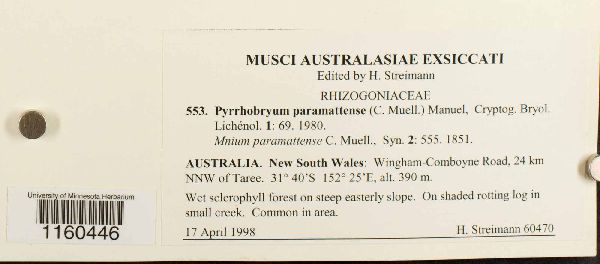 MUSCI AUSTRALASIAE EXSICCATI
Edited by H. Streimann
RHIZOGONIACEAE
553. Pyrrhobryum paramattense (C. Muell.) Manuel, Cryptog. Bryol.
Lichénol. 1: 69. 1980.
Mnium paramattense C. Muell., Syn. 2: 555. 1851.
AUSTRALIA. New South Wales: Wingham-Comboyne Road, 24 km
NNW of Taree. 31° 40'S 152° 25'E, alt. 390 m.
Wet sclerophyll forest on steep easterly slope. On shaded rotting log in
small creek. Common in area.
17 April 1998 H. Streimann 60470
University of Minnesota Herbarium
1160446